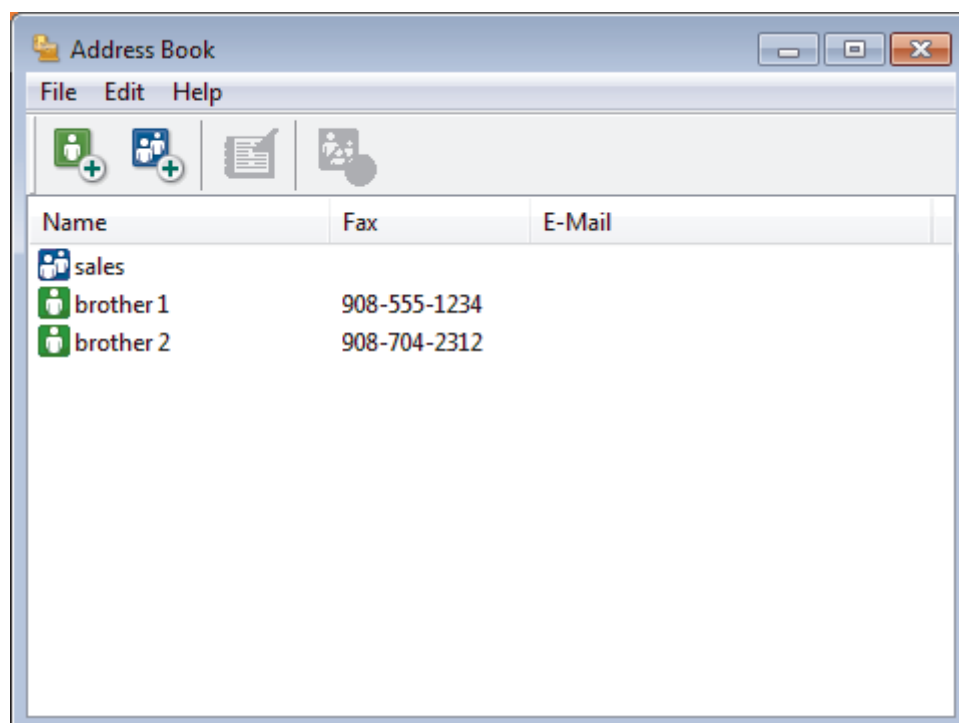 Address Book
File Edit Help
Name Fax E-Mail
sales
brother 1 908-555-1234
brother 2 908-704-2312